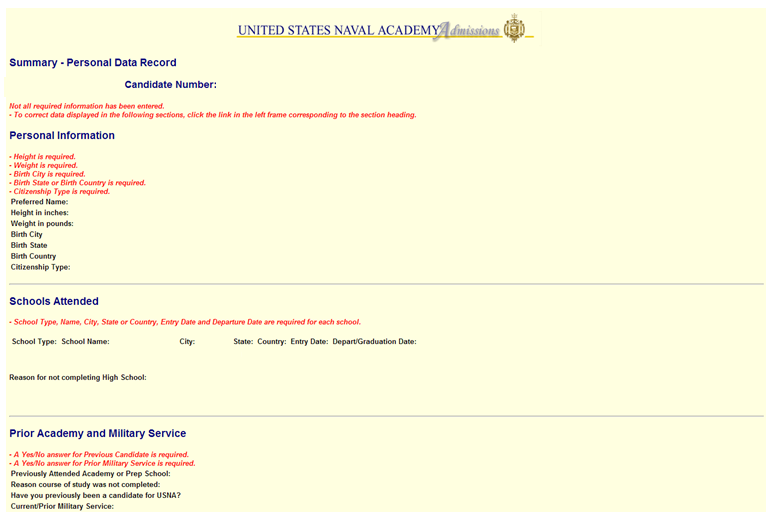 UNITED STATES NAVAL ACADEMY Admissions
Summary - Personal Data Record
Candidate Number:
Not all required information has been entered.
- To correct data displayed in the following sections, click the link in the left frame corresponding to the section heading.
Personal Information
- Height is required.
- Weight is required.
- Birth City is required.
- Birth State or Birth Country is required.
- Citizenship Type is required.
Preferred Name:
Height in inches:
Weight in pounds:
Birth City
Birth State
Birth Country
Citizenship Type:
Schools Attended
- School Type, Name, City, State or Country, Entry Date and Departure Date are required for each school.
School Type: School Name: City: State: Country: Entry Date: Depart/Graduation Date:
Reason for not completing High School:
Prior Academy and Military Service
- A Yes/No answer for Previous Candidate is required.
- A Yes/No answer for Prior Military Service is required.
Previously Attended Academy or Prep School:
Reason course of study was not completed:
Have you previously been a candidate for USNA?
Current/Prior Military Service: